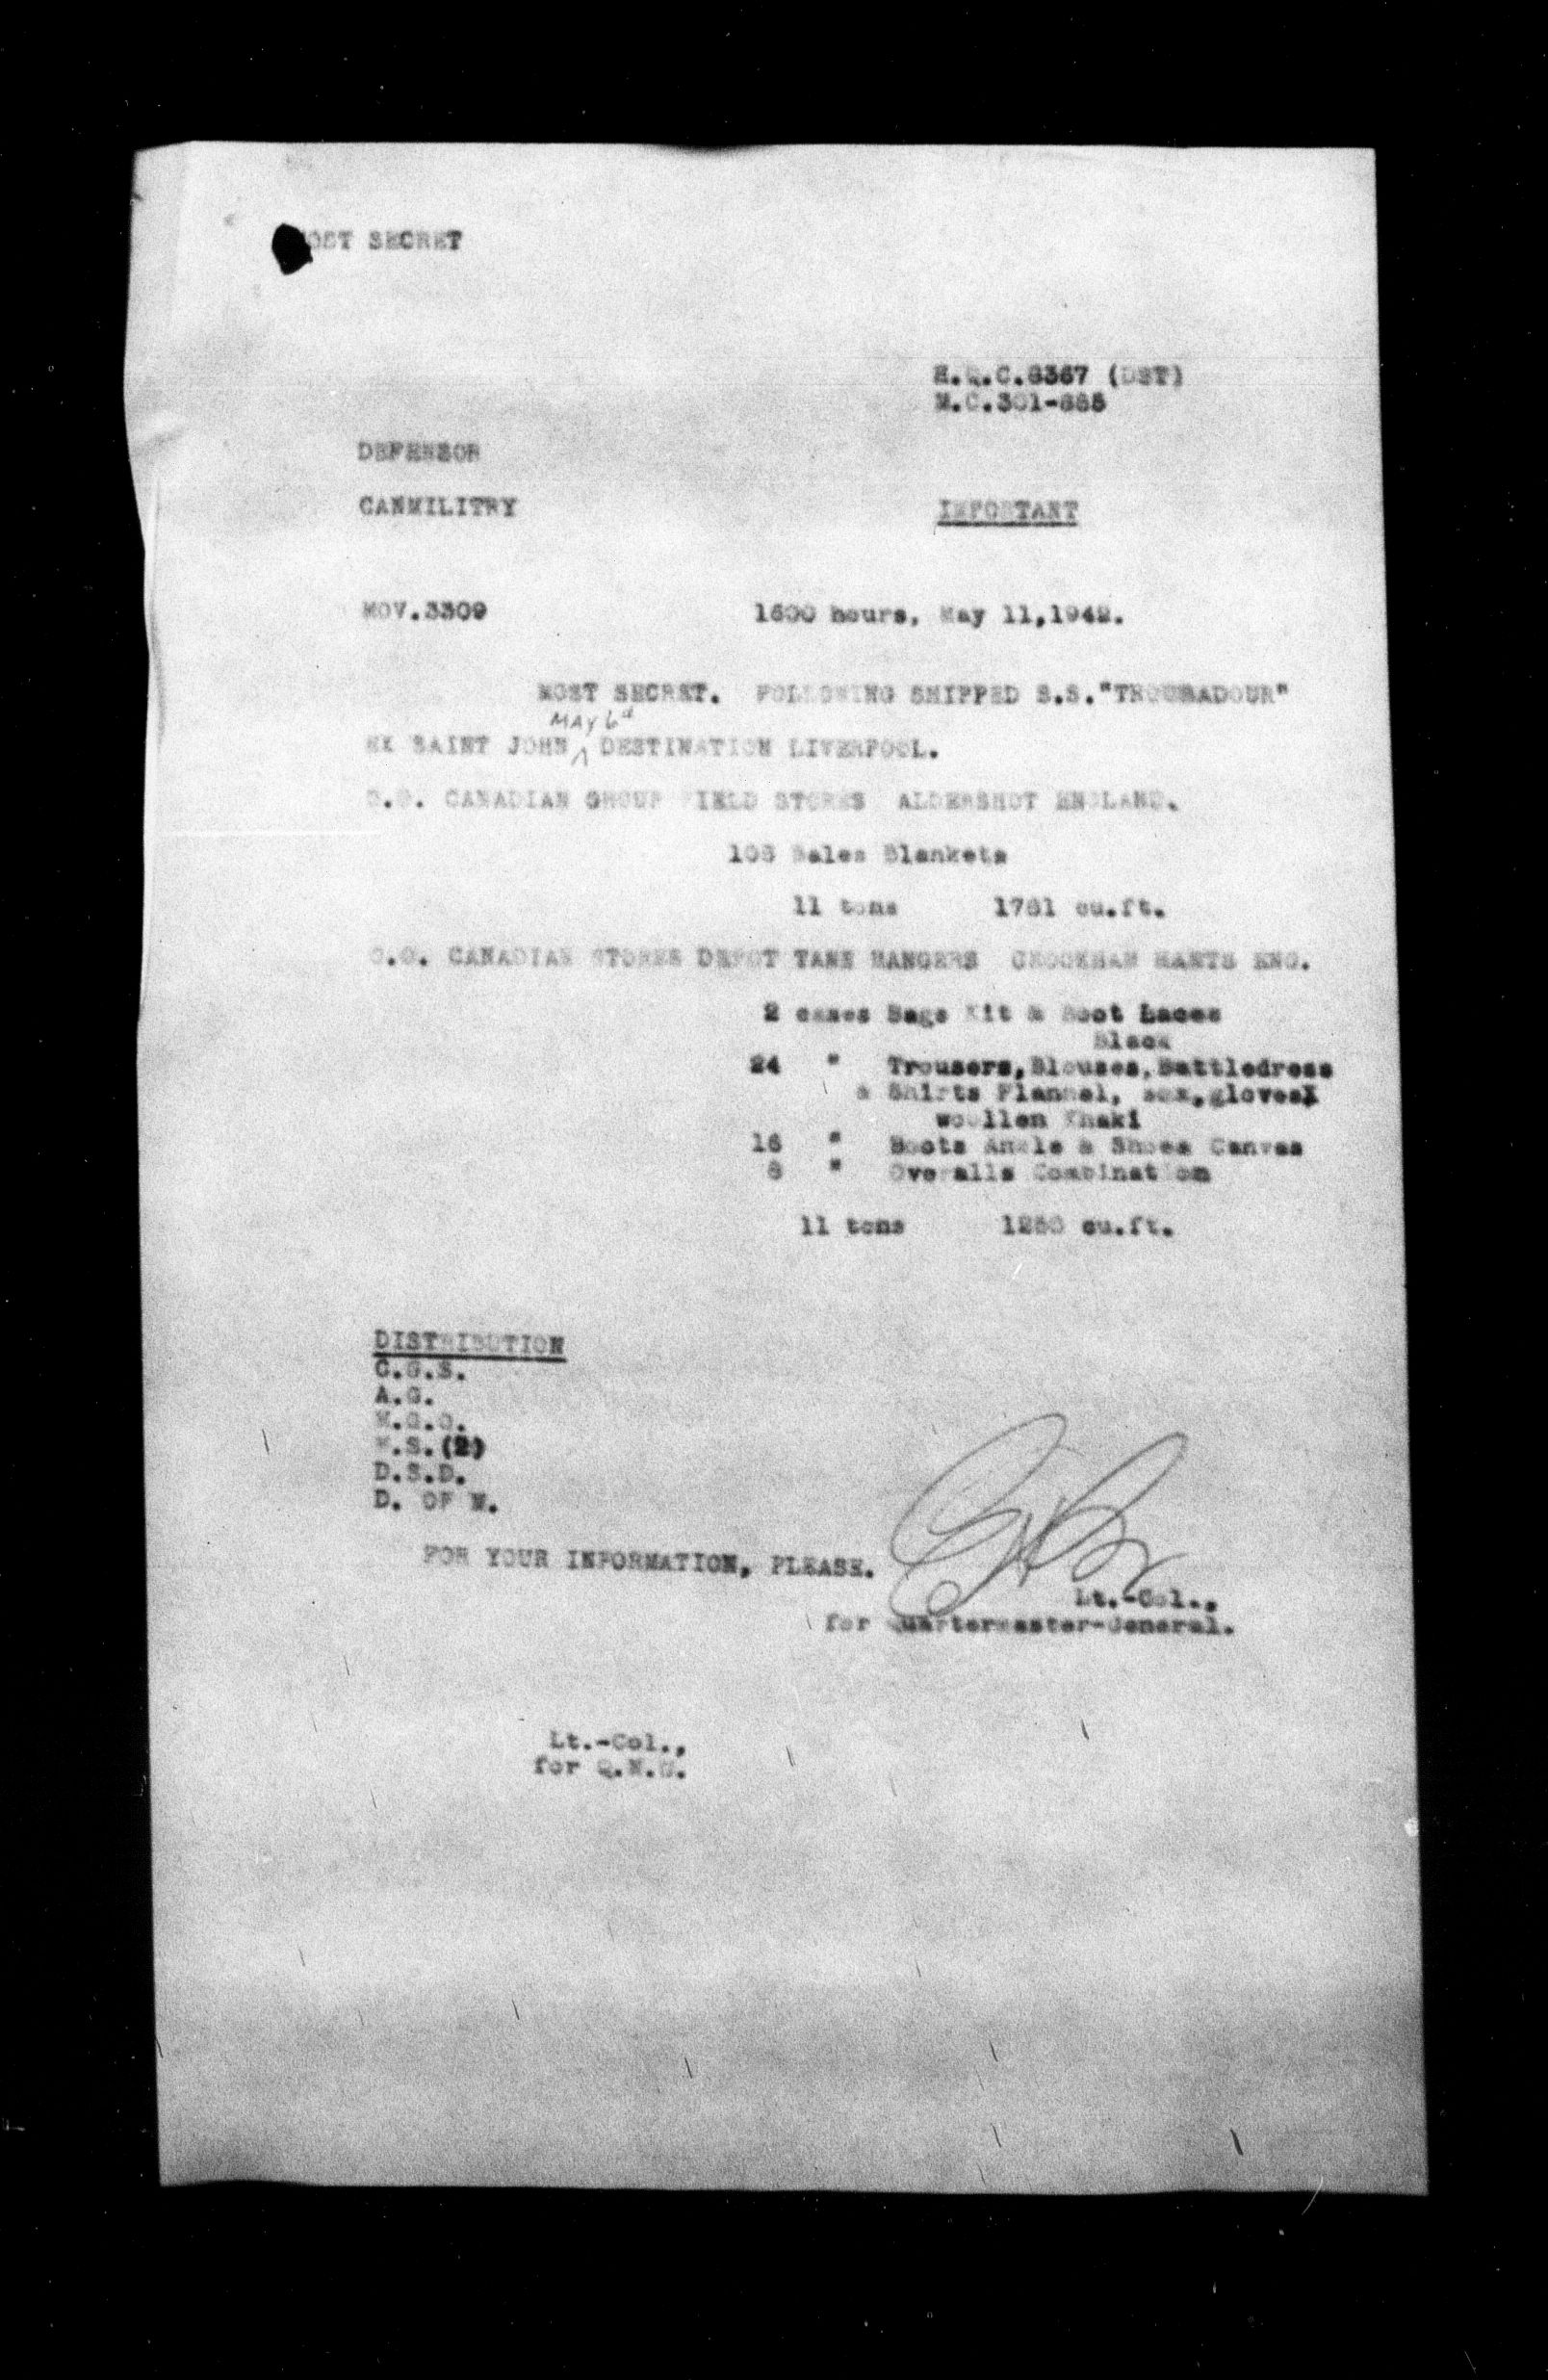 MOST SECRET
H.Q.C.8367 (DST)
M.C.301-885
DEFENSOR
CANMILITRY
IMPORTANT
MOV.3309 1600 hours, May 11,1942.
MOST SECRET. FOLLOWING SHIPPED S.S."TROUBADOUR"
MAY 6
EX SAINT JOHN DESTINATION LIVERPOOL.
O.O. CANADIAN GROUP FIELD STORES ALDERSHOT ENGLAND.
Bales Blankets
11 tons 1761 cu.ft.
O.O. CANADIAN STORES DEPOT TANK HANGERS CROOKHAM HANTS ENG.
2 cases Bags Kit & Boot Laces
Black
24 " Trousers, Blouses, Battledress
& Shirts Flannel, sox, gloves
woollen Khaki
16 " Boots Ankle & Shoes Canvas
8 " Overalls Combination
11 tons cu.ft.
DISTRIBUTION
C.G.S.
A.G.
M.G.O.
M.S.(2)
D.S.D.
D. OF M.
FOR YOUR INFORMATION, PLEASE.
Lt.-Col.,
for Quartermaster-General.
Lt.-Col.,
for Q.M.G.